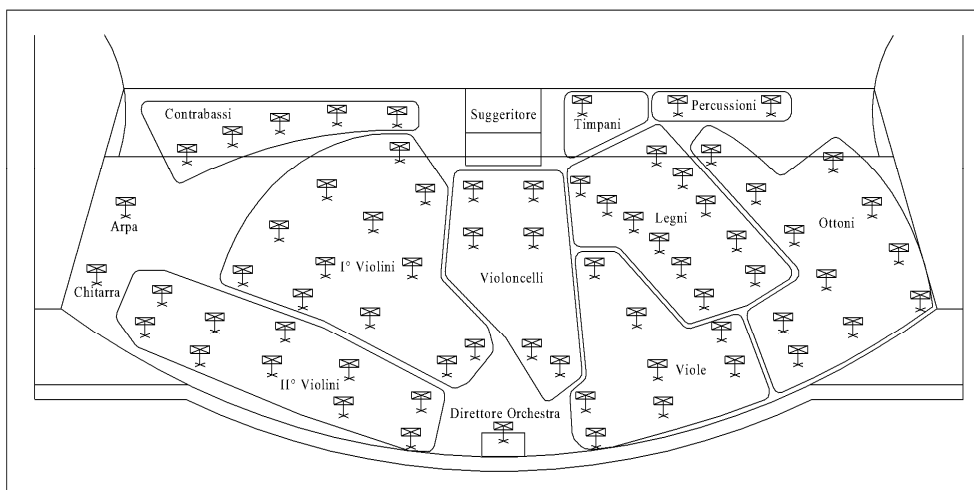 Contrabassi
Suggeritore
Timpani
Percussioni
Arpa
Legni
Ottoni
I° Violini
Violoncelli
Chitarra
II° Violini
Viole
Direttore Orchestra